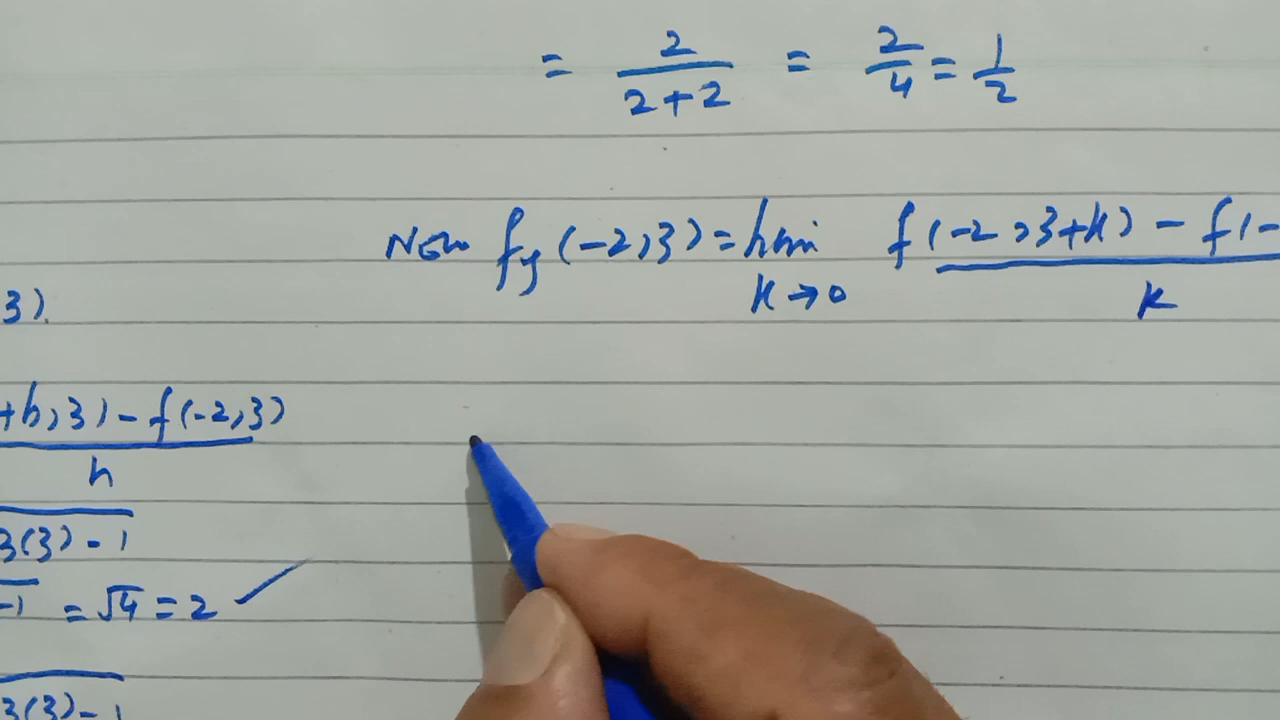 = 2/(2+2) = 2/4 = 1/2
Now fy(-2,3) = lim k→0 f(-2,3+k) - f(- / k
3).
+h,3) - f(-2,3) / h
3(3)-1
-1 = √4 = 2 ✓
3(3)-1